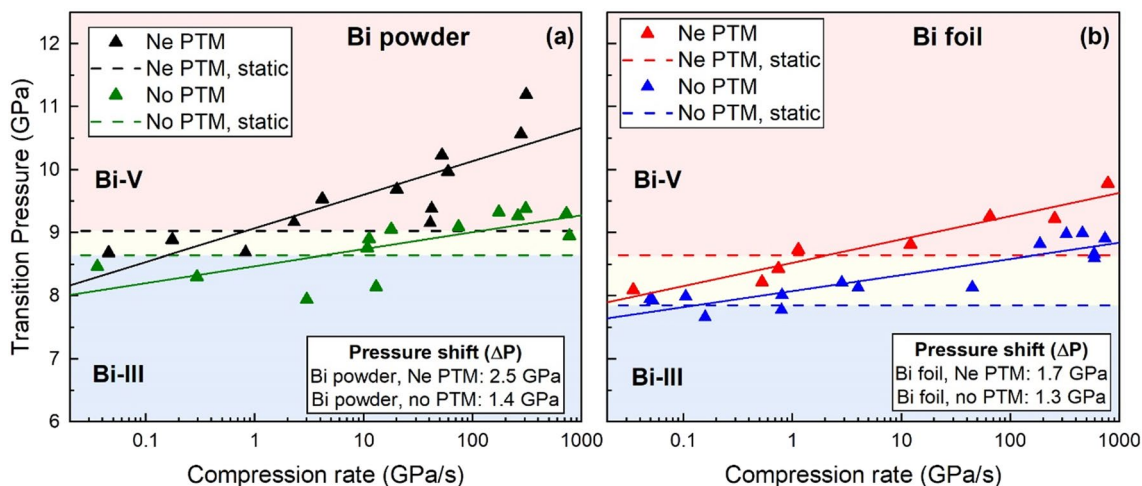 Transition Pressure (GPa)
12
11
10
9
8
7
6
Ne PTM
Ne PTM, static
No PTM
No PTM, static
Bi powder
(a)
Bi-V
Bi-III
Pressure shift (ΔP)
Bi powder, Ne PTM: 2.5 GPa
Bi powder, no PTM: 1.4 GPa
0.1 1 10 100 1000
Compression rate (GPa/s)
Ne PTM
Ne PTM, static
No PTM
No PTM, static
Bi foil
(b)
Bi-V
Bi-III
Pressure shift (ΔP)
Bi foil, Ne PTM: 1.7 GPa
Bi foil, no PTM: 1.3 GPa
0.1 1 10 100 1000
Compression rate (GPa/s)